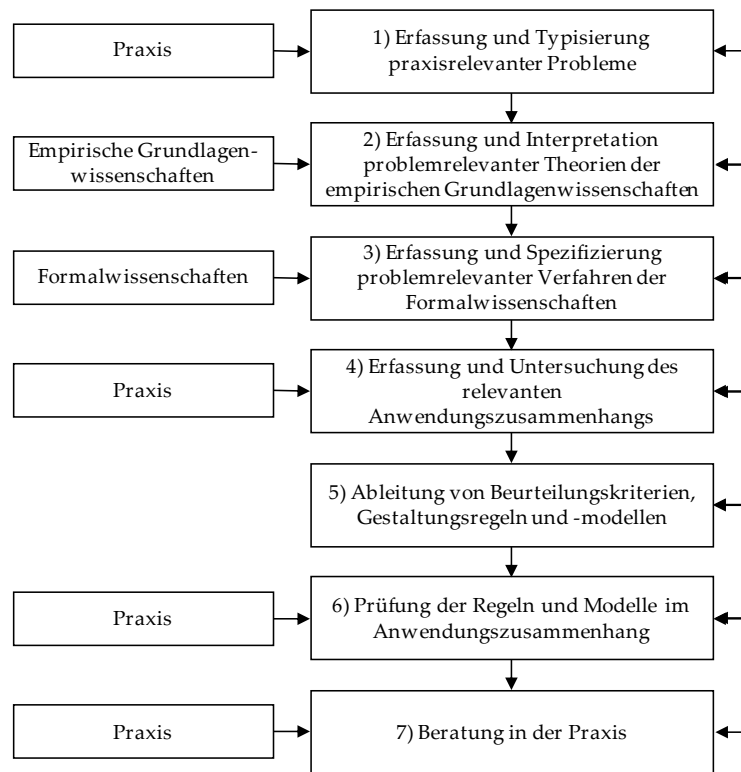 Praxis
1) Erfassung und Typisierung
praxisrelevanter Probleme
Empirische Grundlagen-
wissenschaften
2) Erfassung und Interpretation
problemrelevanter Theorien der
empirischen Grundlagenwissenschaften
Formalwissenschaften
3) Erfassung und Spezifizierung
problemrelevanter Verfahren der
Formalwissenschaften
Praxis
4) Erfassung und Untersuchung des
relevanten
Anwendungszusammenhangs
5) Ableitung von Beurteilungskriterien,
Gestaltungsregeln und -modellen
Praxis
6) Prüfung der Regeln und Modelle im
Anwendungszusammenhang
Praxis
7) Beratung in der Praxis